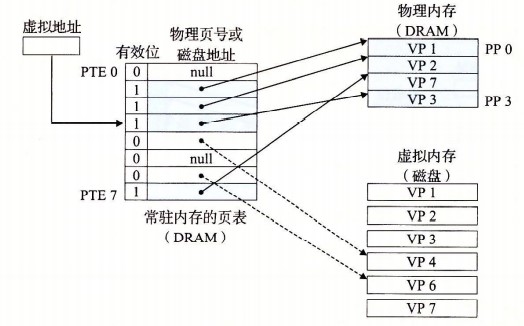 虚拟地址
有效位
物理页号或
磁盘地址
PTE 0
0
null
1
1
1
0
0
null
0
PTE 7
1
常驻内存的页表
（DRAM）
物理内存
（DRAM）
VP 1
PP 0
VP 2
VP 7
VP 3
PP 3
虚拟内存
（磁盘）
VP 1
VP 2
VP 3
VP 4
VP 6
VP 7